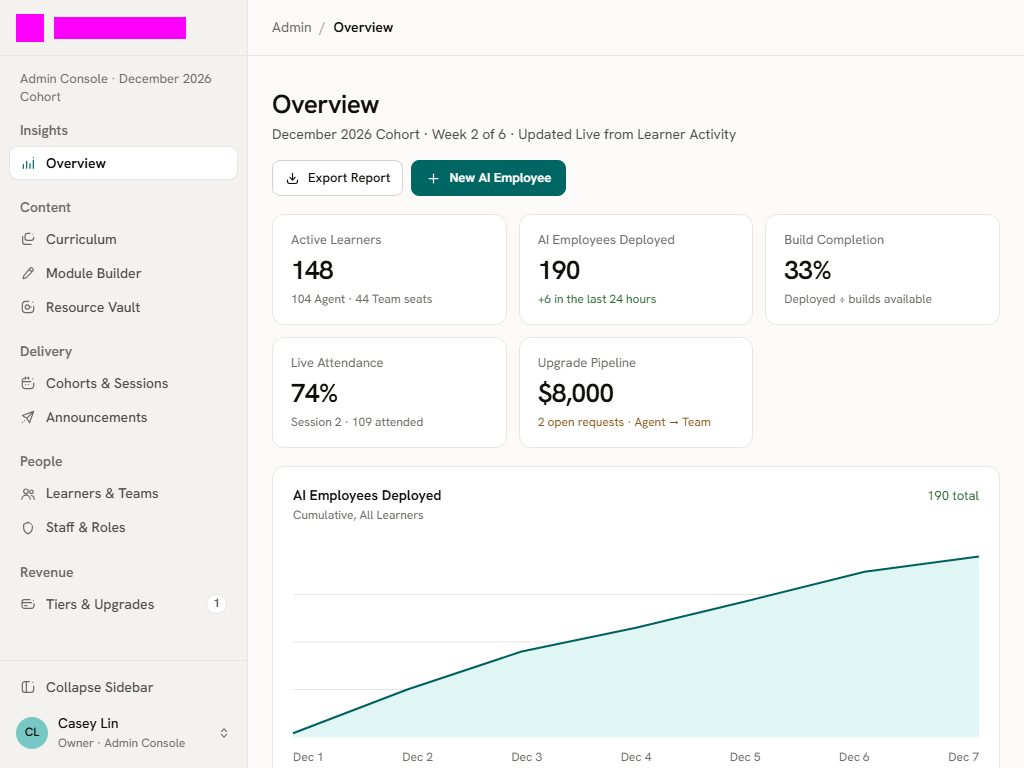 Admin Console · December 2026
Cohort
Insights
Overview
Content
Curriculum
Module Builder
Resource Vault
Delivery
Cohorts & Sessions
Announcements
People
Learners & Teams
Staff & Roles
Revenue
Tiers & Upgrades 1
Collapse Sidebar
CL
Casey Lin
Owner · Admin Console
Admin / Overview
Overview
December 2026 Cohort · Week 2 of 6 · Updated Live from Learner Activity
Export Report
New AI Employee
Active Learners
148
104 Agent · 44 Team seats
AI Employees Deployed
190
+6 in the last 24 hours
Build Completion
33%
Deployed ÷ builds available
Live Attendance
74%
Session 2 · 109 attended
Upgrade Pipeline
$8,000
2 open requests · Agent → Team
AI Employees Deployed 190 total
Cumulative, All Learners
Dec 1 Dec 2 Dec 3 Dec 4 Dec 5 Dec 6 Dec 7